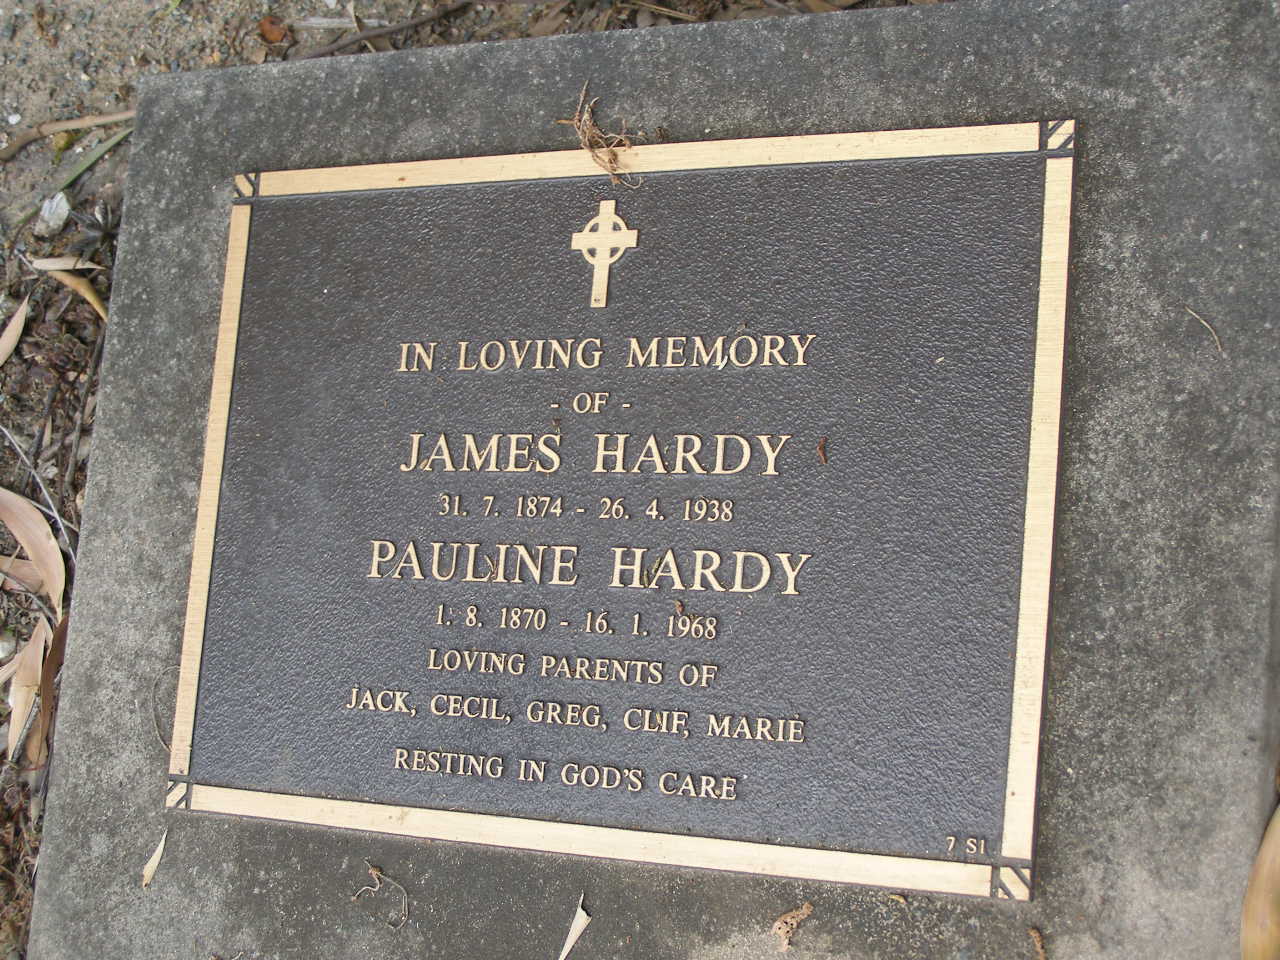 IN LOVING MEMORY
- OF -
JAMES HARDY
31. 7. 1874 - 26. 4. 1938
PAULINE HARDY
1. 8. 1870 - 16. 1. 1968
LOVING PARENTS OF
JACK, CECIL, GREG, CLIF, MARIE
RESTING IN GOD'S CARE
7 S1